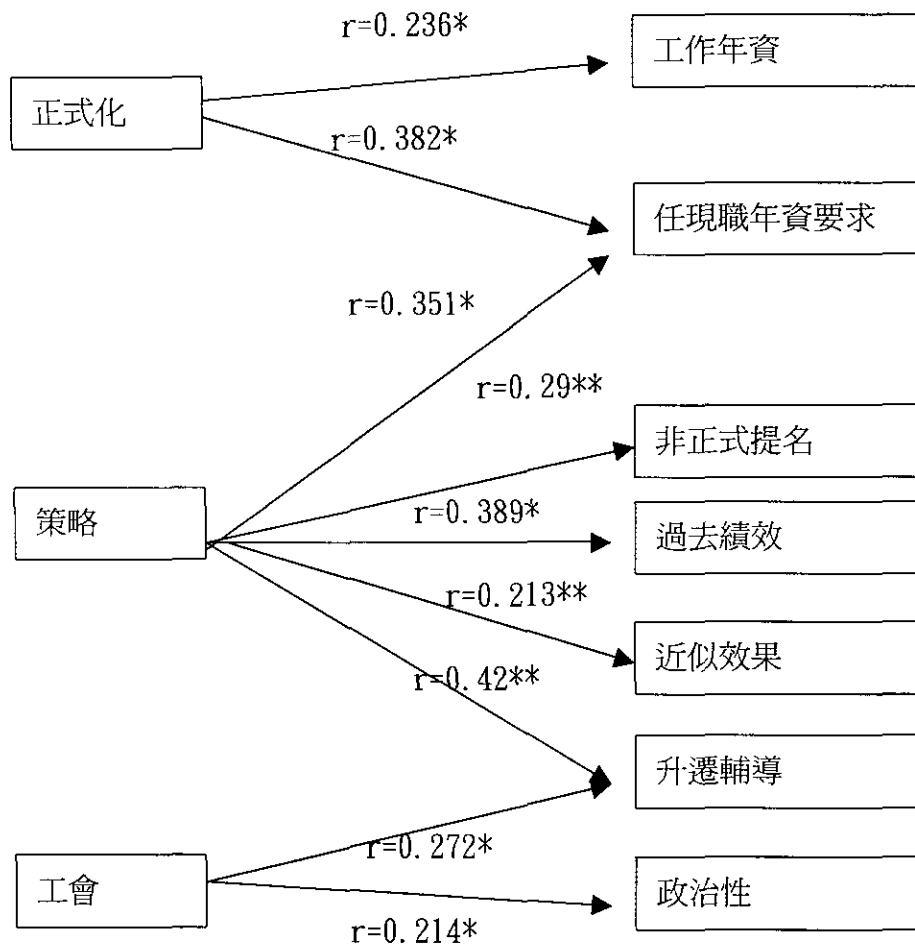 r=0.236*
工作年資
正式化
r=0.382*
任現職年資要求
r=0.351*
r=0.29**
非正式提名
策略
r=0.389*
過去績效
r=0.213**
近似效果
r=0.42**
升遷輔導
r=0.272*
工會
政治性
r=0.214*